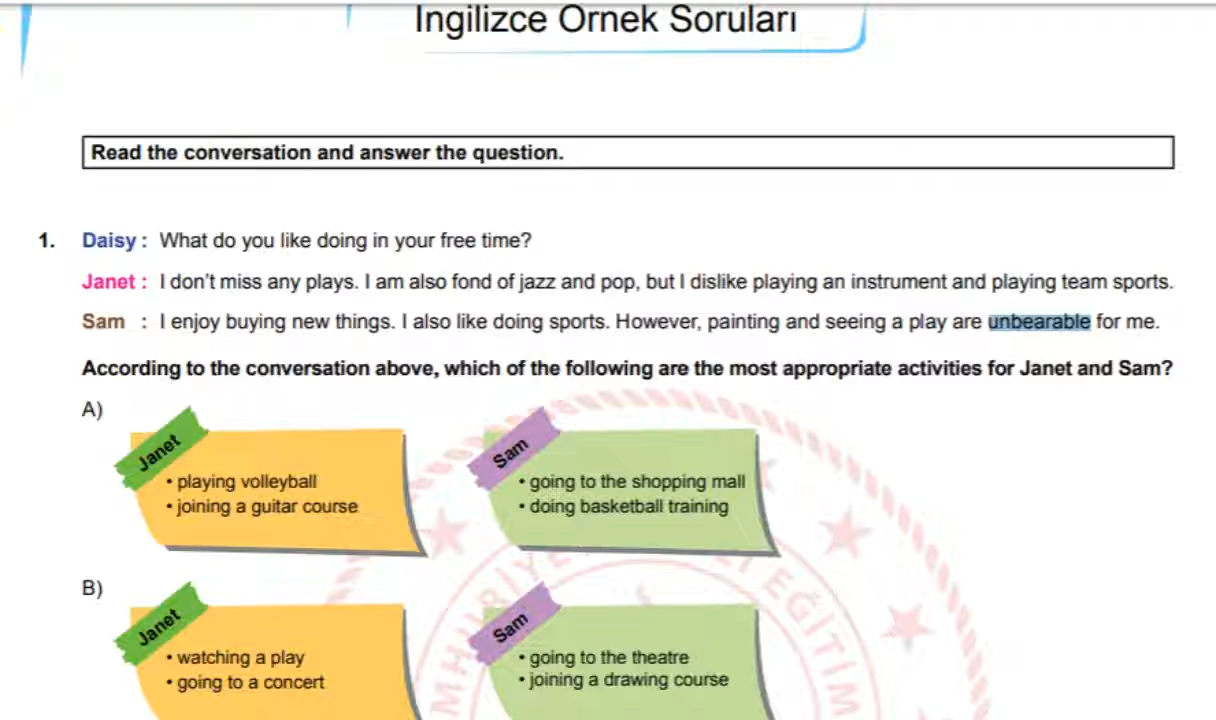 İngilizce Örnek Soruları
Read the conversation and answer the question.
1. Daisy : What do you like doing in your free time?
Janet : I don't miss any plays. I am also fond of jazz and pop, but I dislike playing an instrument and playing team sports.
Sam : I enjoy buying new things. I also like doing sports. However, painting and seeing a play are unbearable for me.
According to the conversation above, which of the following are the most appropriate activities for Janet and Sam?
A)
Janet
• playing volleyball
• joining a guitar course
Sam
• going to the shopping mall
• doing basketball training
B)
Janet
• watching a play
• going to a concert
Sam
• going to the theatre
• joining a drawing course